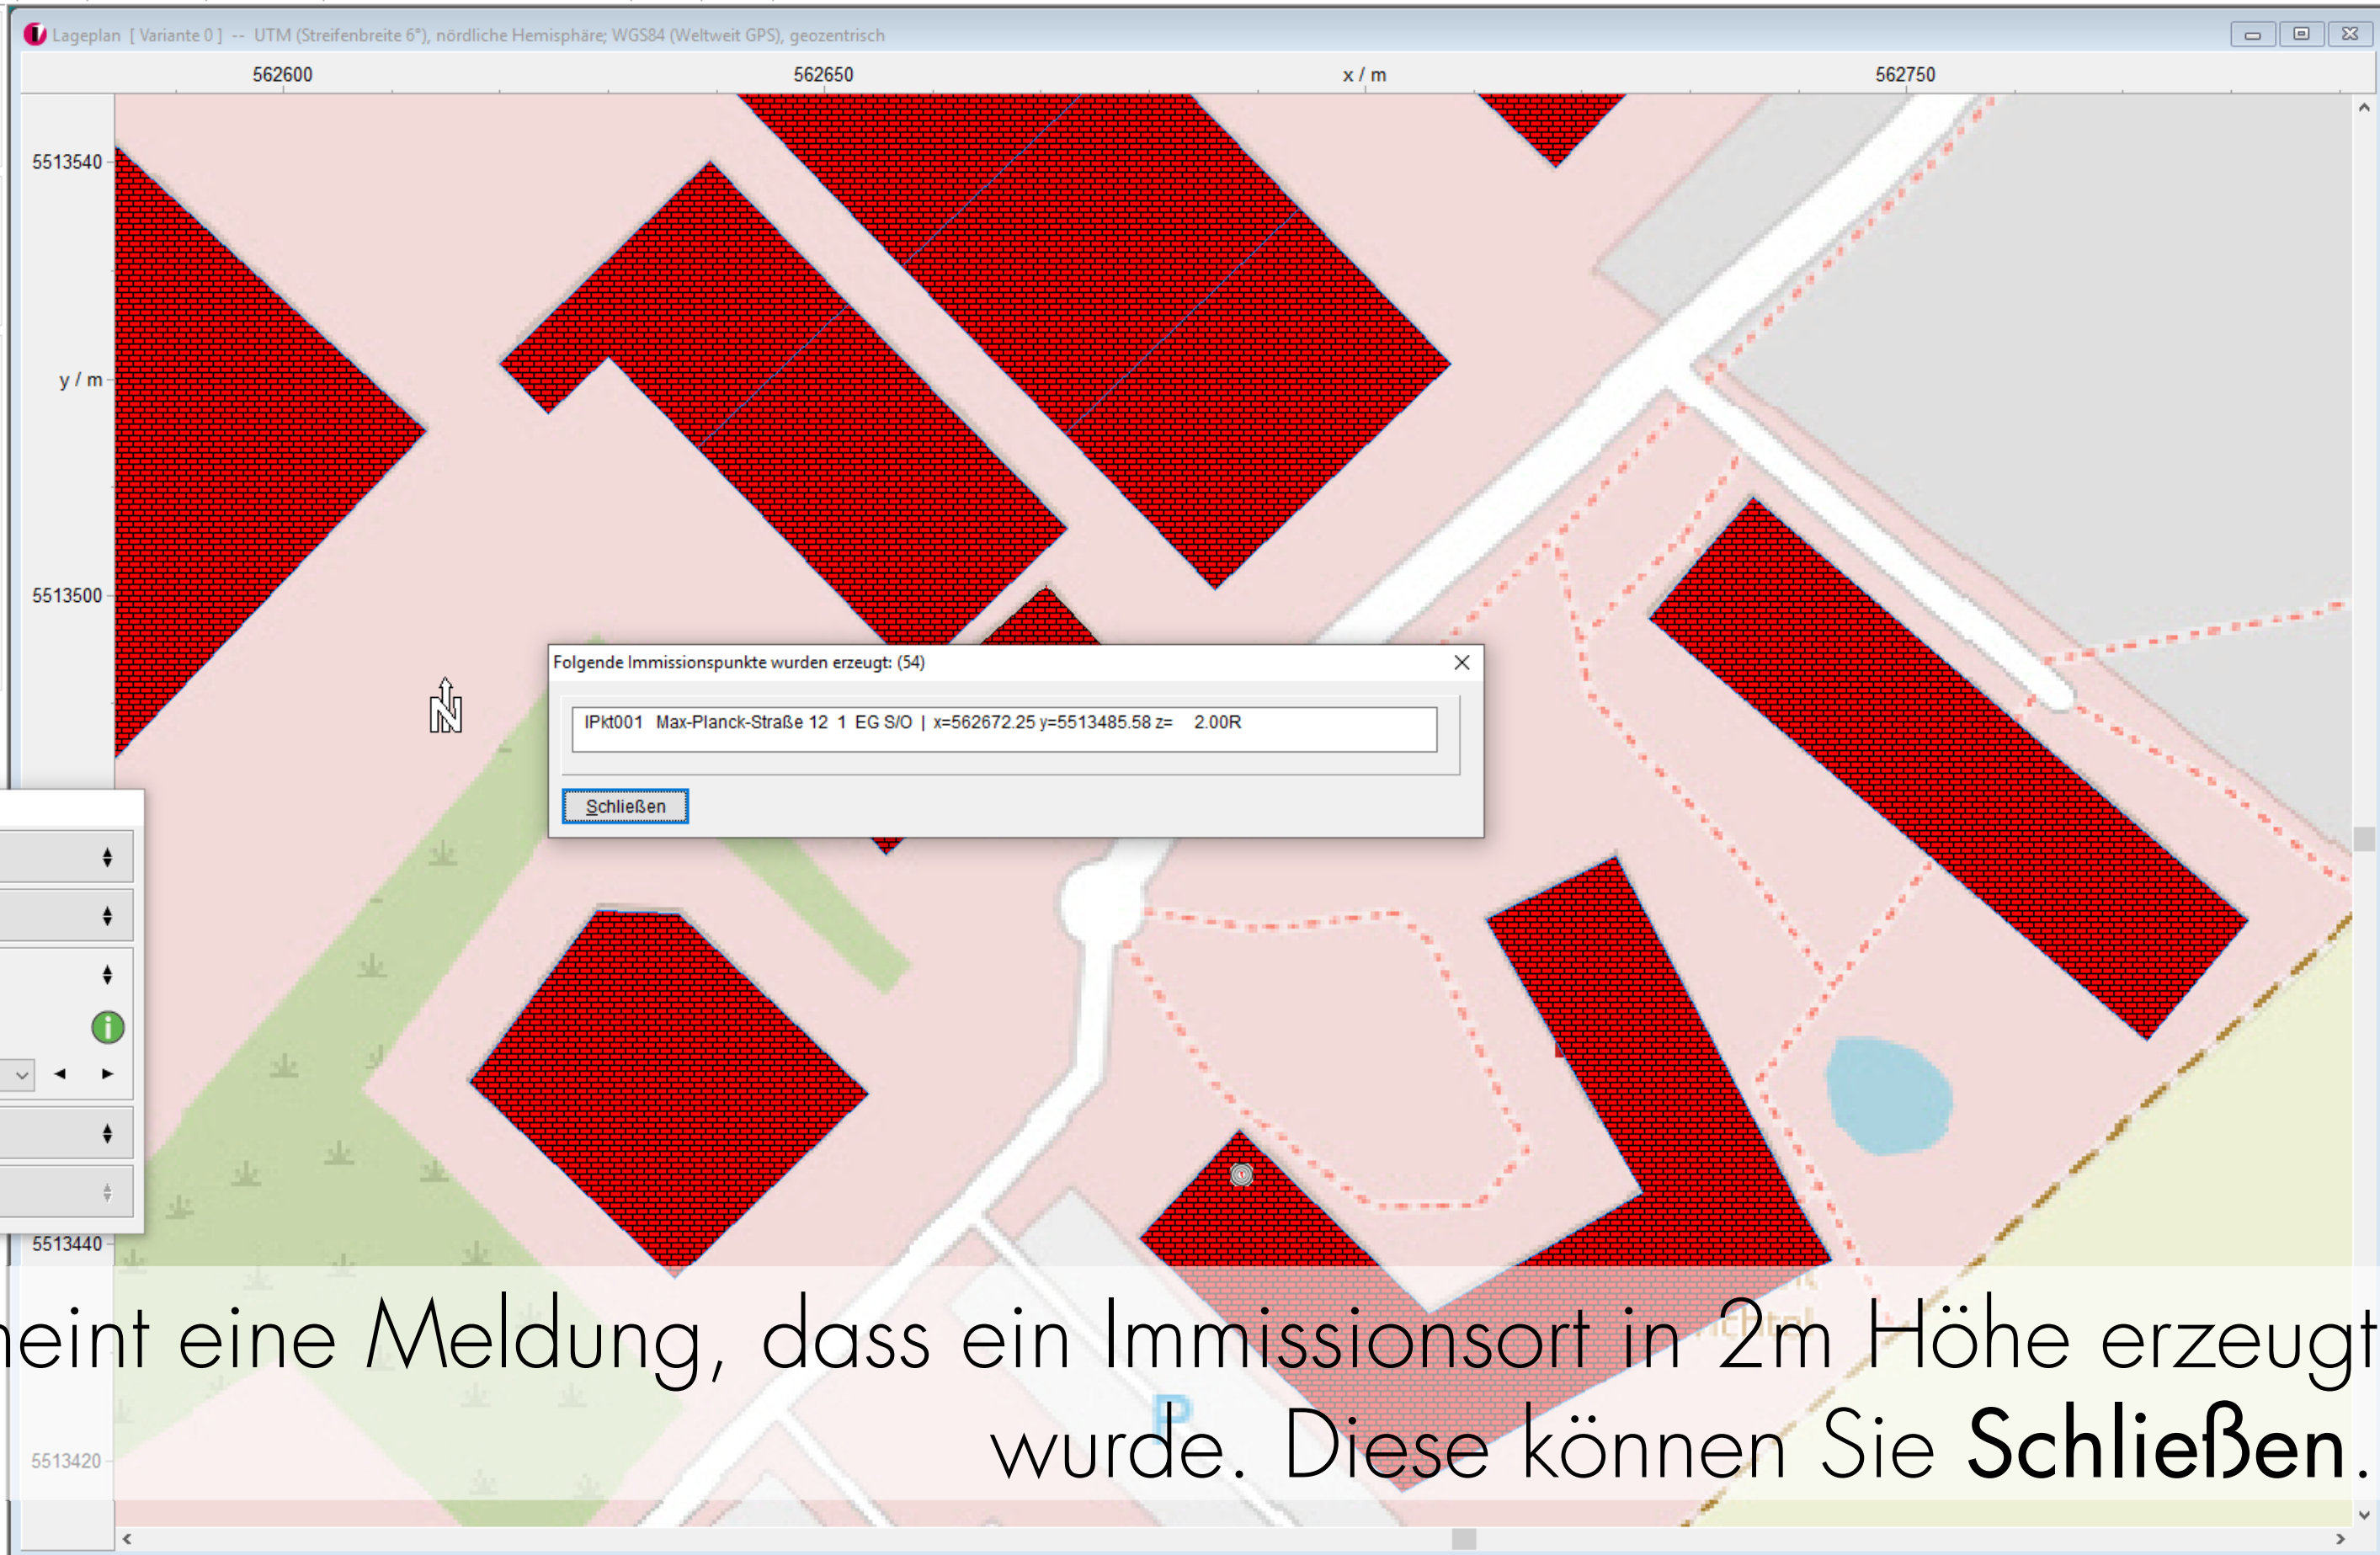 Lageplan [ Variante 0 ] -- UTM (Streifenbreite 6°), nördliche Hemisphäre; WGS84 (Weltweit GPS), geozentrisch
562600 562650 x / m 562750
5513540
y / m
5513500
N
Folgende Immissionspunkte wurden erzeugt: (54)
IPkt001 Max-Planck-Straße 12 1 EG S/O | x=562672.25 y=5513485.58 z= 2.00R
Schließen
5513440
eint eine Meldung, dass ein Immissionsort in 2m Höhe erzeugt
P
wurde. Diese können Sie Schließen.
5513420